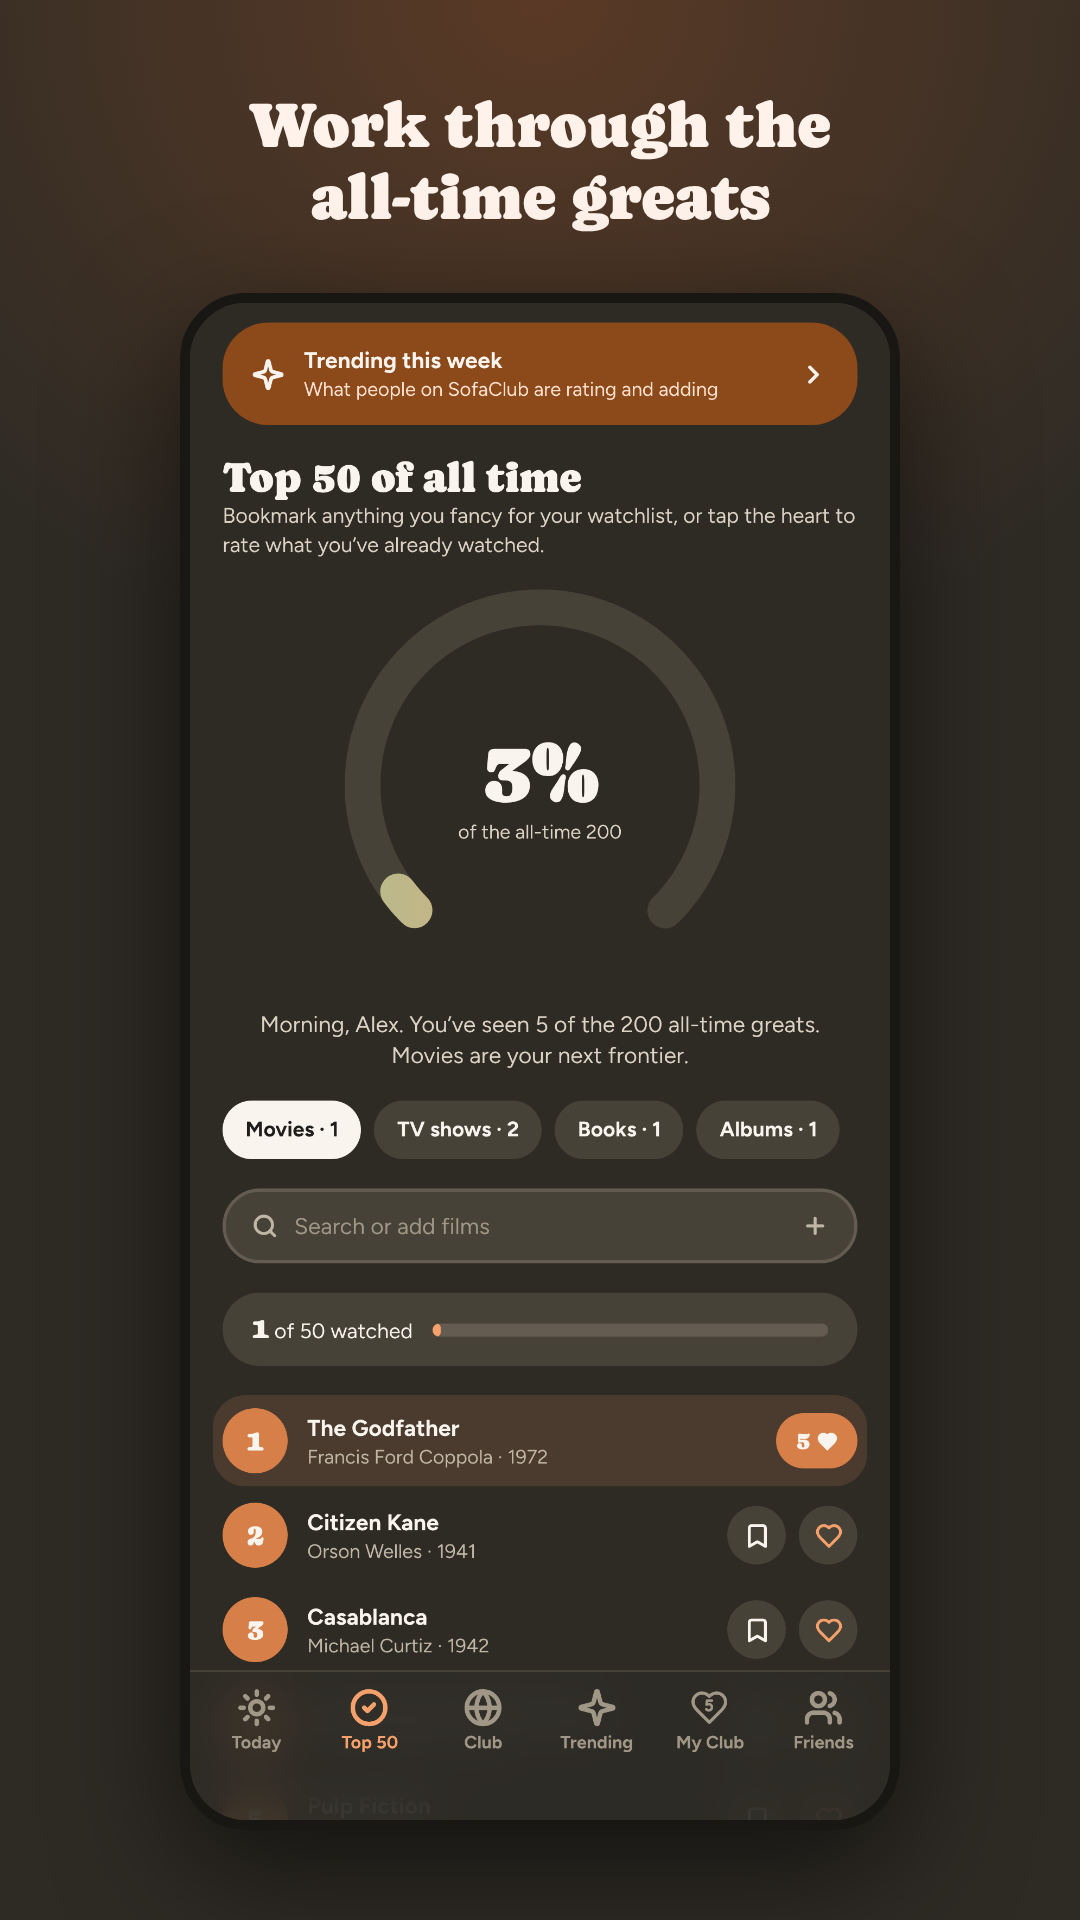 Work through the
all-time greats
Trending this week
What people on SofaClub are rating and adding
Top 50 of all time
Bookmark anything you fancy for your watchlist, or tap the heart to
rate what you’ve already watched.
3%
of the all-time 200
Morning, Alex. You’ve seen 5 of the 200 all-time greats.
Movies are your next frontier.
Movies · 1 TV shows · 2 Books · 1 Albums · 1
Search or add films
1 of 50 watched
1 The Godfather 5
Francis Ford Coppola · 1972
2 Citizen Kane
Orson Welles · 1941
3 Casablanca
Michael Curtiz · 1942
5
Today Top 50 Club Trending My Club Friends
5 Pulp Fiction